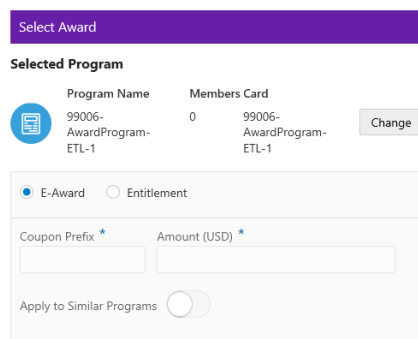 Select Award
Selected Program
Program Name Members Card
99006- 0 99006-
AwardProgram- AwardProgram-
ETL-1 ETL-1
Change
E-Award Entitlement
Coupon Prefix * Amount (USD) *
Apply to Similar Programs